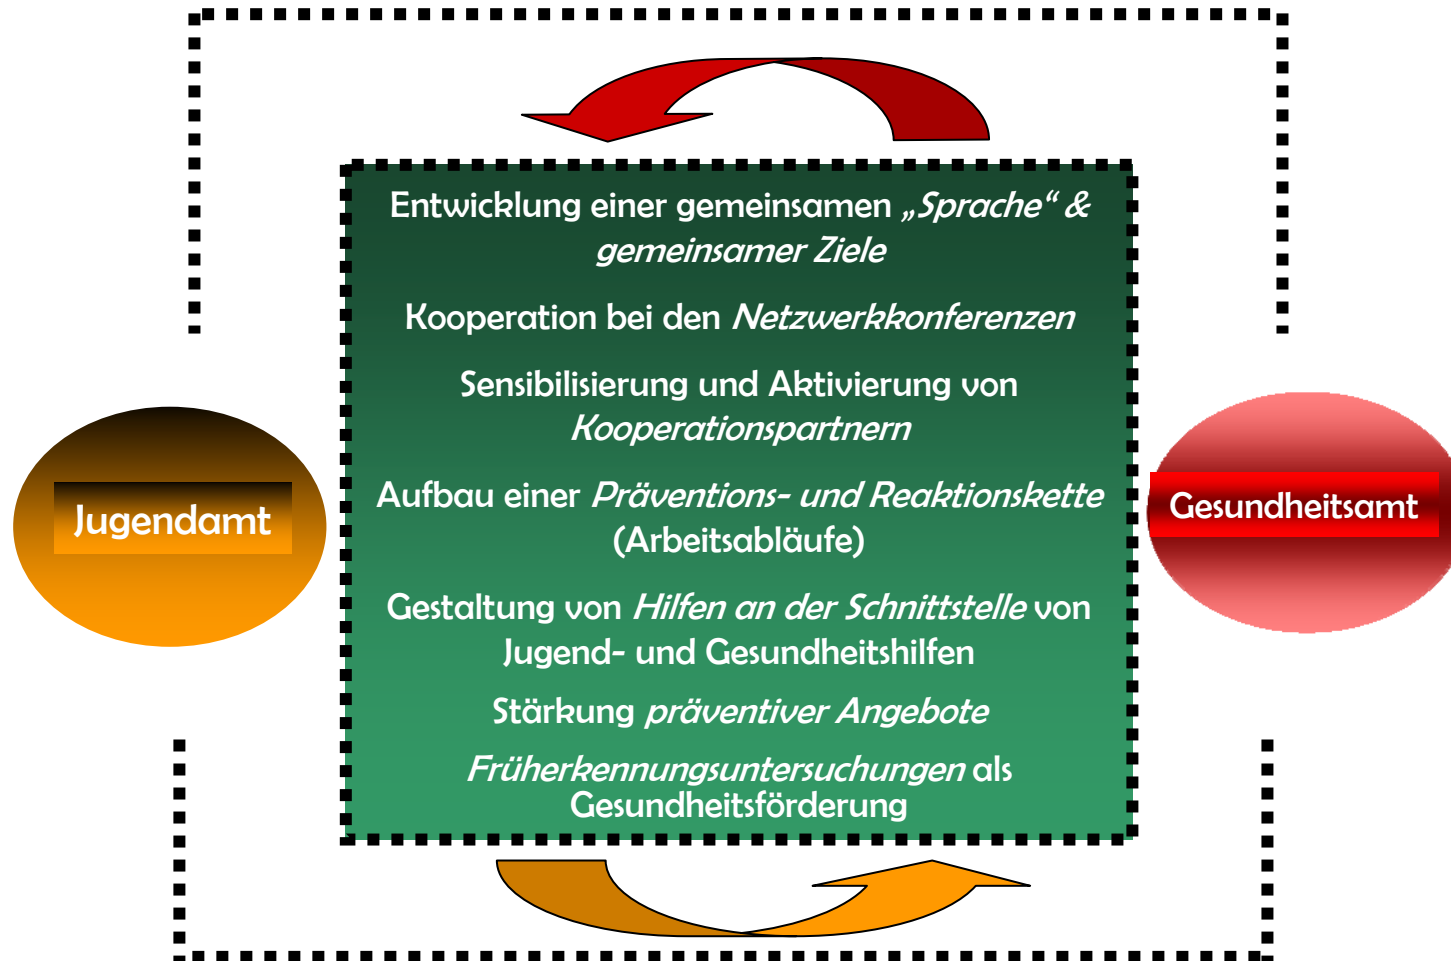 Entwicklung einer gemeinsamen „Sprache“ &
gemeinsamer Ziele
Kooperation bei den Netzwerkkonferenzen
Sensibilisierung und Aktivierung von
Kooperationspartnern
Jugendamt
Aufbau einer Präventions- und Reaktionskette
(Arbeitsabläufe)
Gesundheitsamt
Gestaltung von Hilfen an der Schnittstelle von
Jugend- und Gesundheitshilfen
Stärkung präventiver Angebote
Früherkennungsuntersuchungen als
Gesundheitsförderung